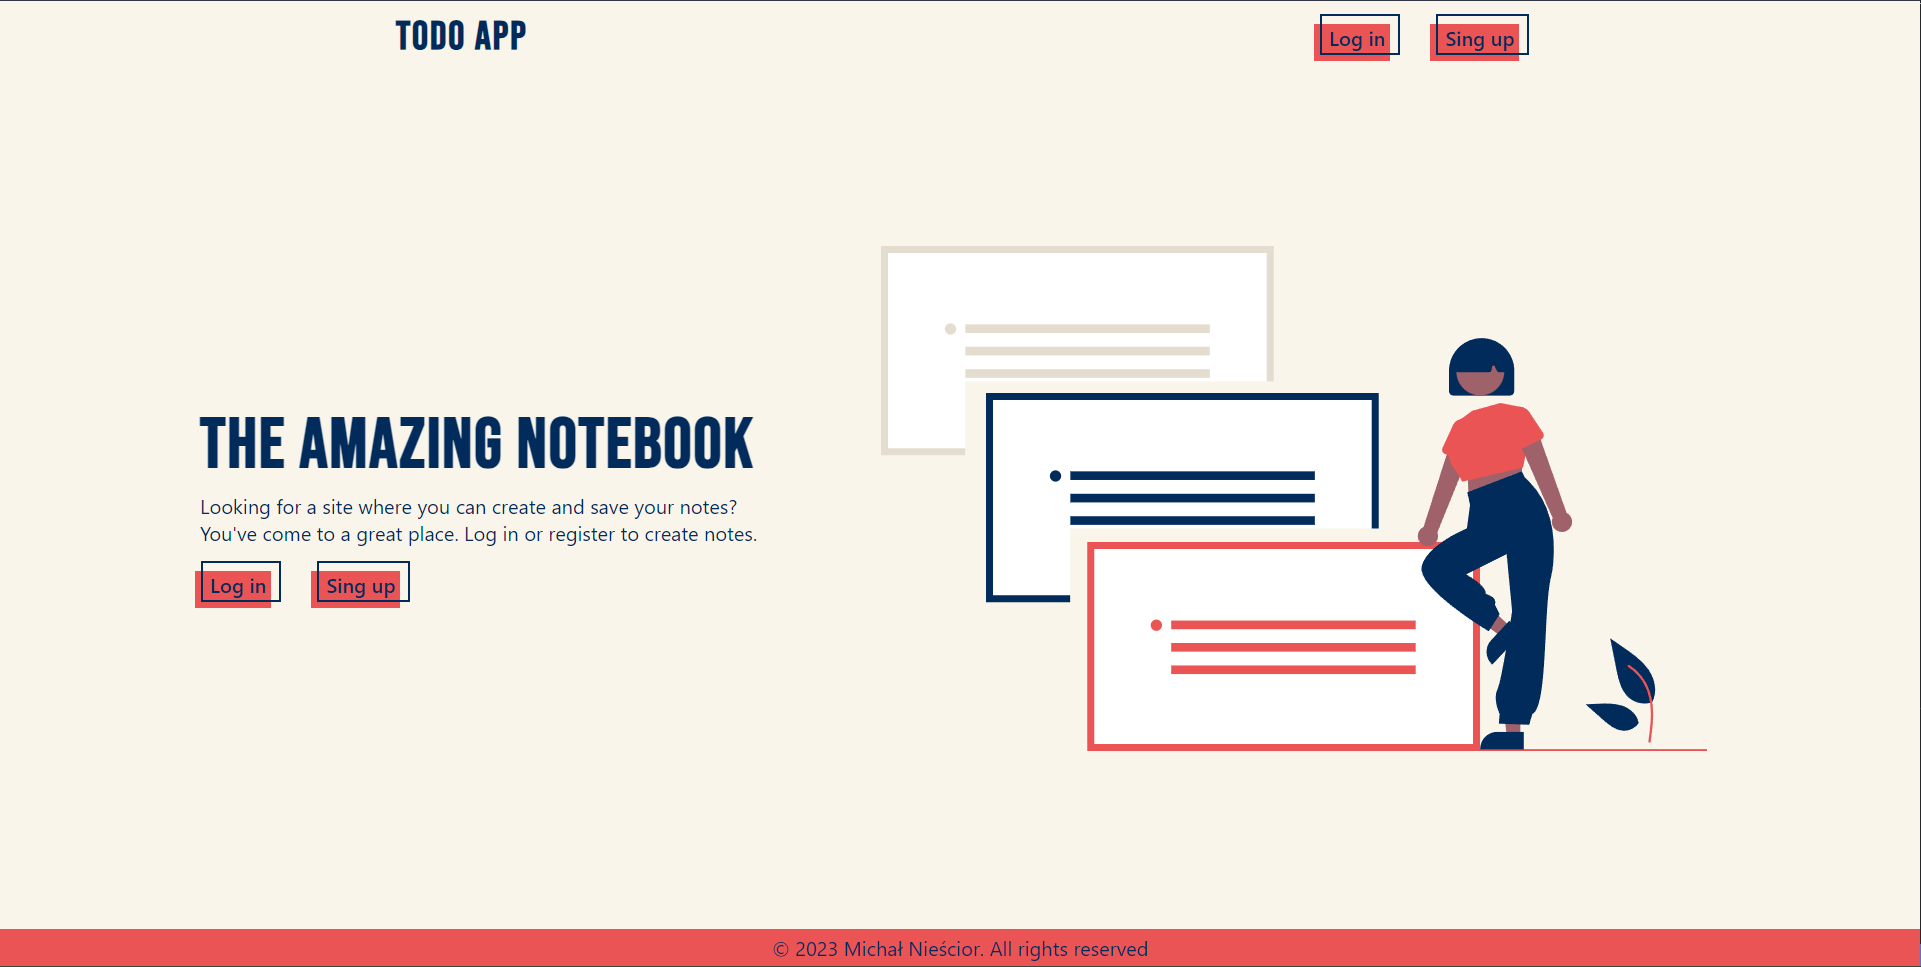 TODO APP
Log in
Sing up
THE AMAZING NOTEBOOK
Looking for a site where you can create and save your notes?
You've come to a great place. Log in or register to create notes.
Log in
Sing up
© 2023 Michał Nieścior. All rights reserved